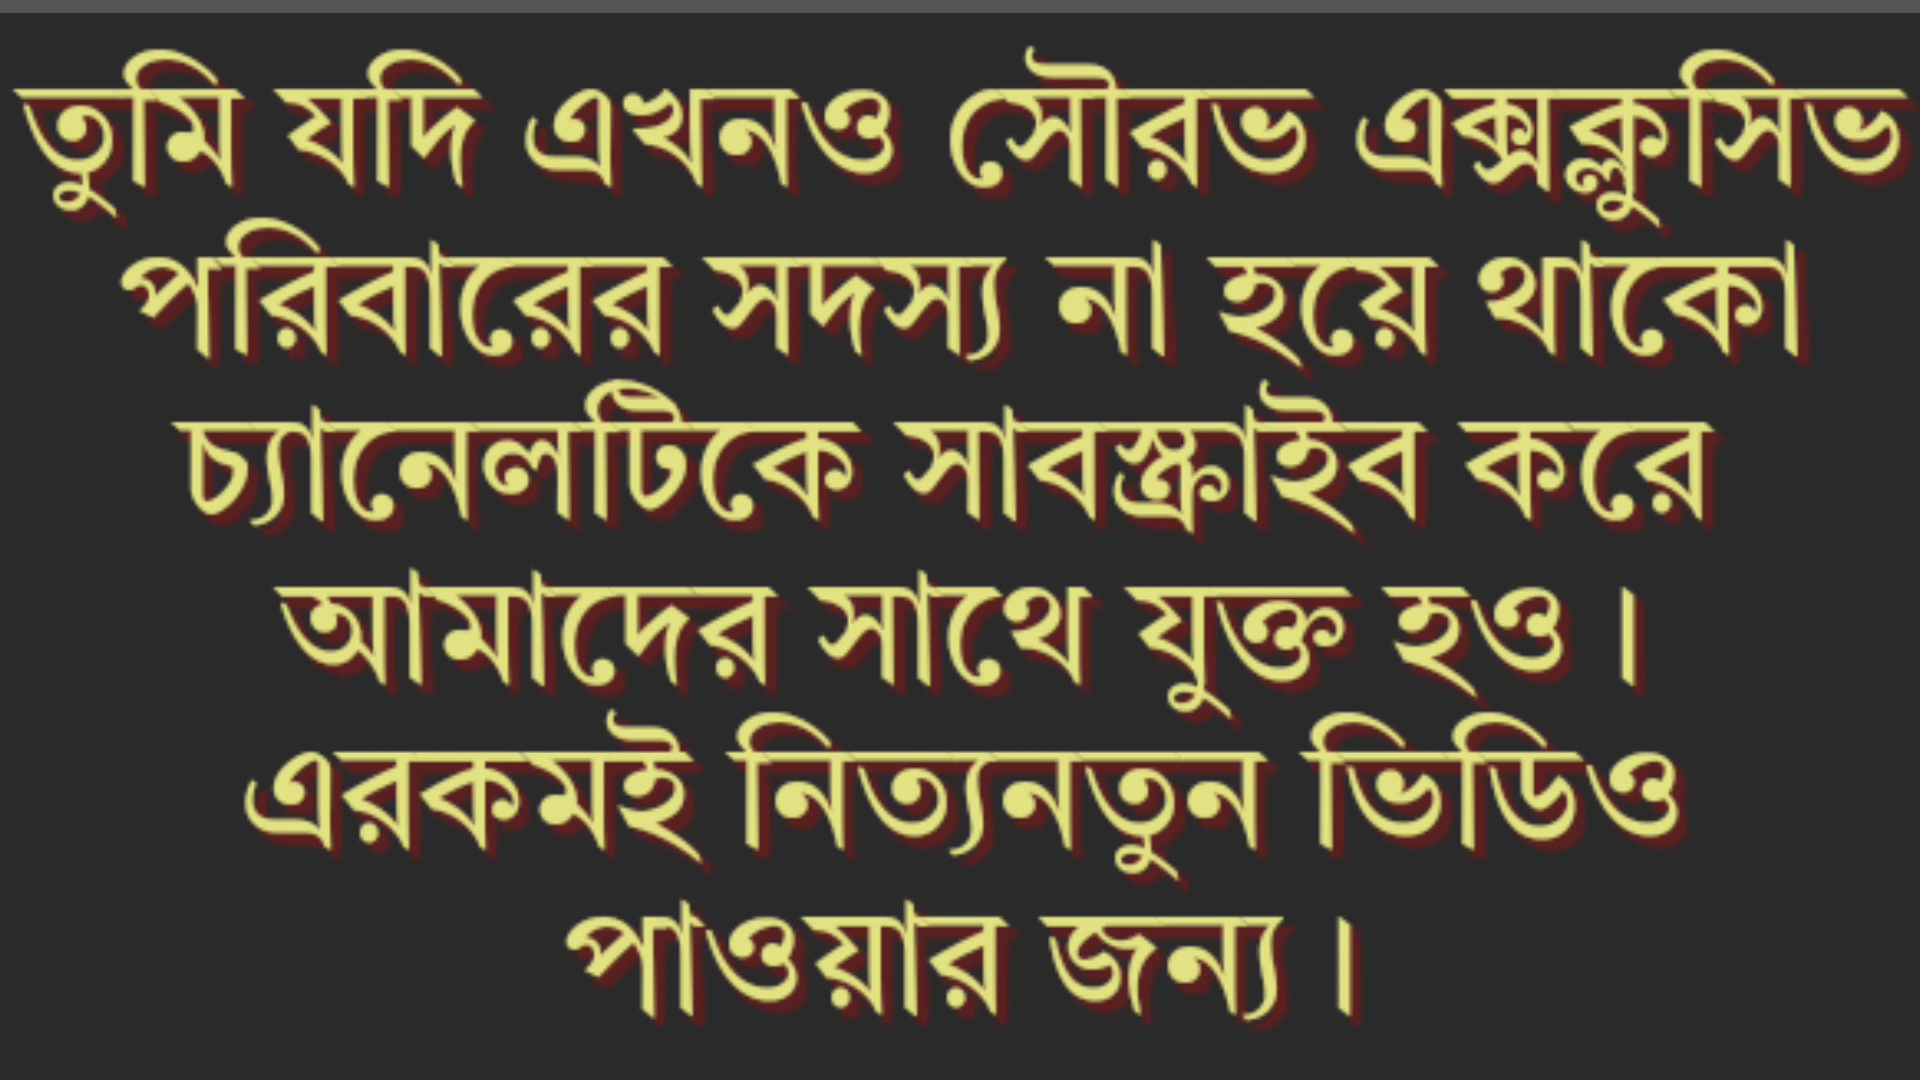 তুমি যদি এখনও সৌরভ এক্সক্লুসিভ
পরিবারের সদস্য না হয়ে থাকো
চ্যানেলটিকে সাবস্ক্রাইব করে
আমাদের সাথে যুক্ত হও।
এরকমই নিত্যনতুন ভিডিও
পাওয়ার জন্য।